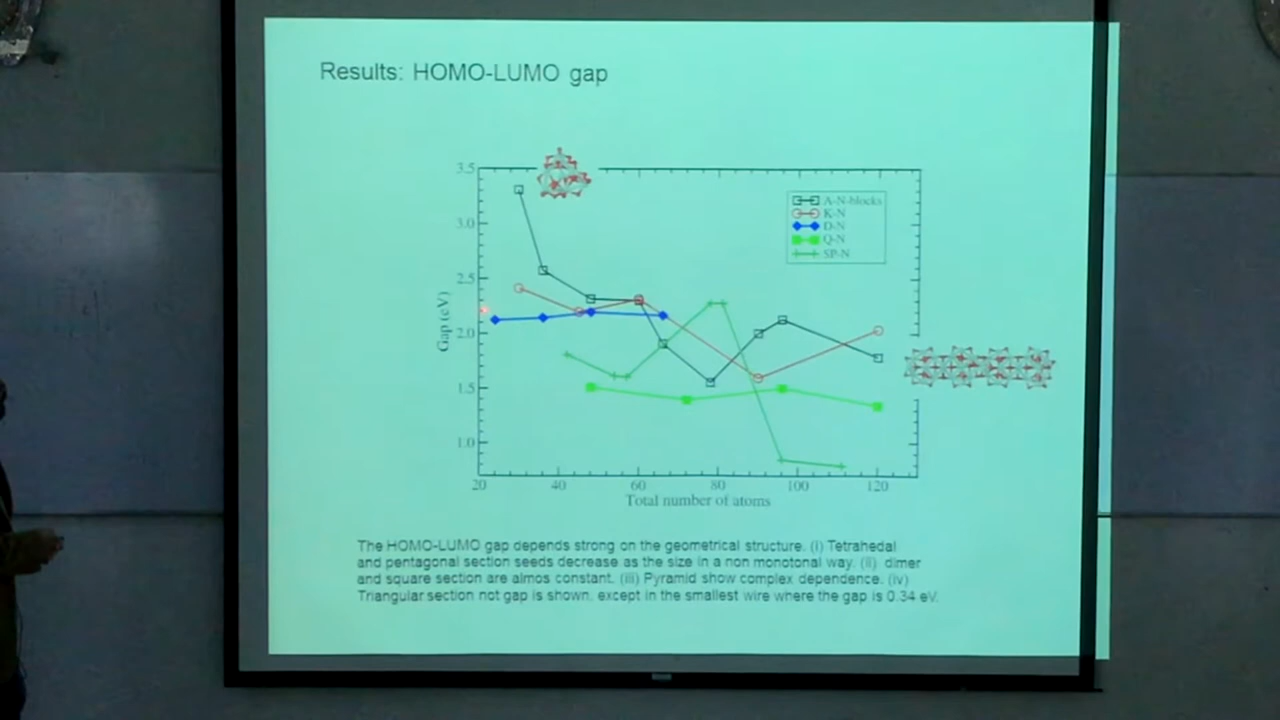 Results: HOMO-LUMO gap
3.5
3.0
2.5
2.0
1.5
1.0
Gap (eV)
A-N-blocks
K-N
D-N
Q-N
SP-N
20 40 60 80 100 120
Total number of atoms
The HOMO-LUMO gap depends strong on the geometrical structure. (i) Tetrahedal
and pentagonal section seeds decrease as the size in a non monotonal way. (ii) dimer
and square section are almos constant. (iii) Pyramid show complex dependence. (iv)
Triangular section not gap is shown. except in the smallest wire where the gap is 0.34 eV.